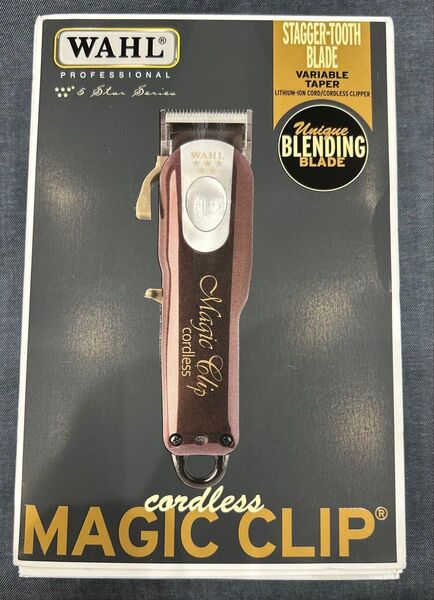 WAHL®
PROFESSIONAL
5 Star Series
STAGGER-TOOTH
BLADE
VARIABLE
TAPER
LITHIUM-ION CORD/CORDLESS CLIPPER
Unique
BLENDING
BLADE
WAHL
Magic Clip
cordless
cordless
MAGIC CLIP®